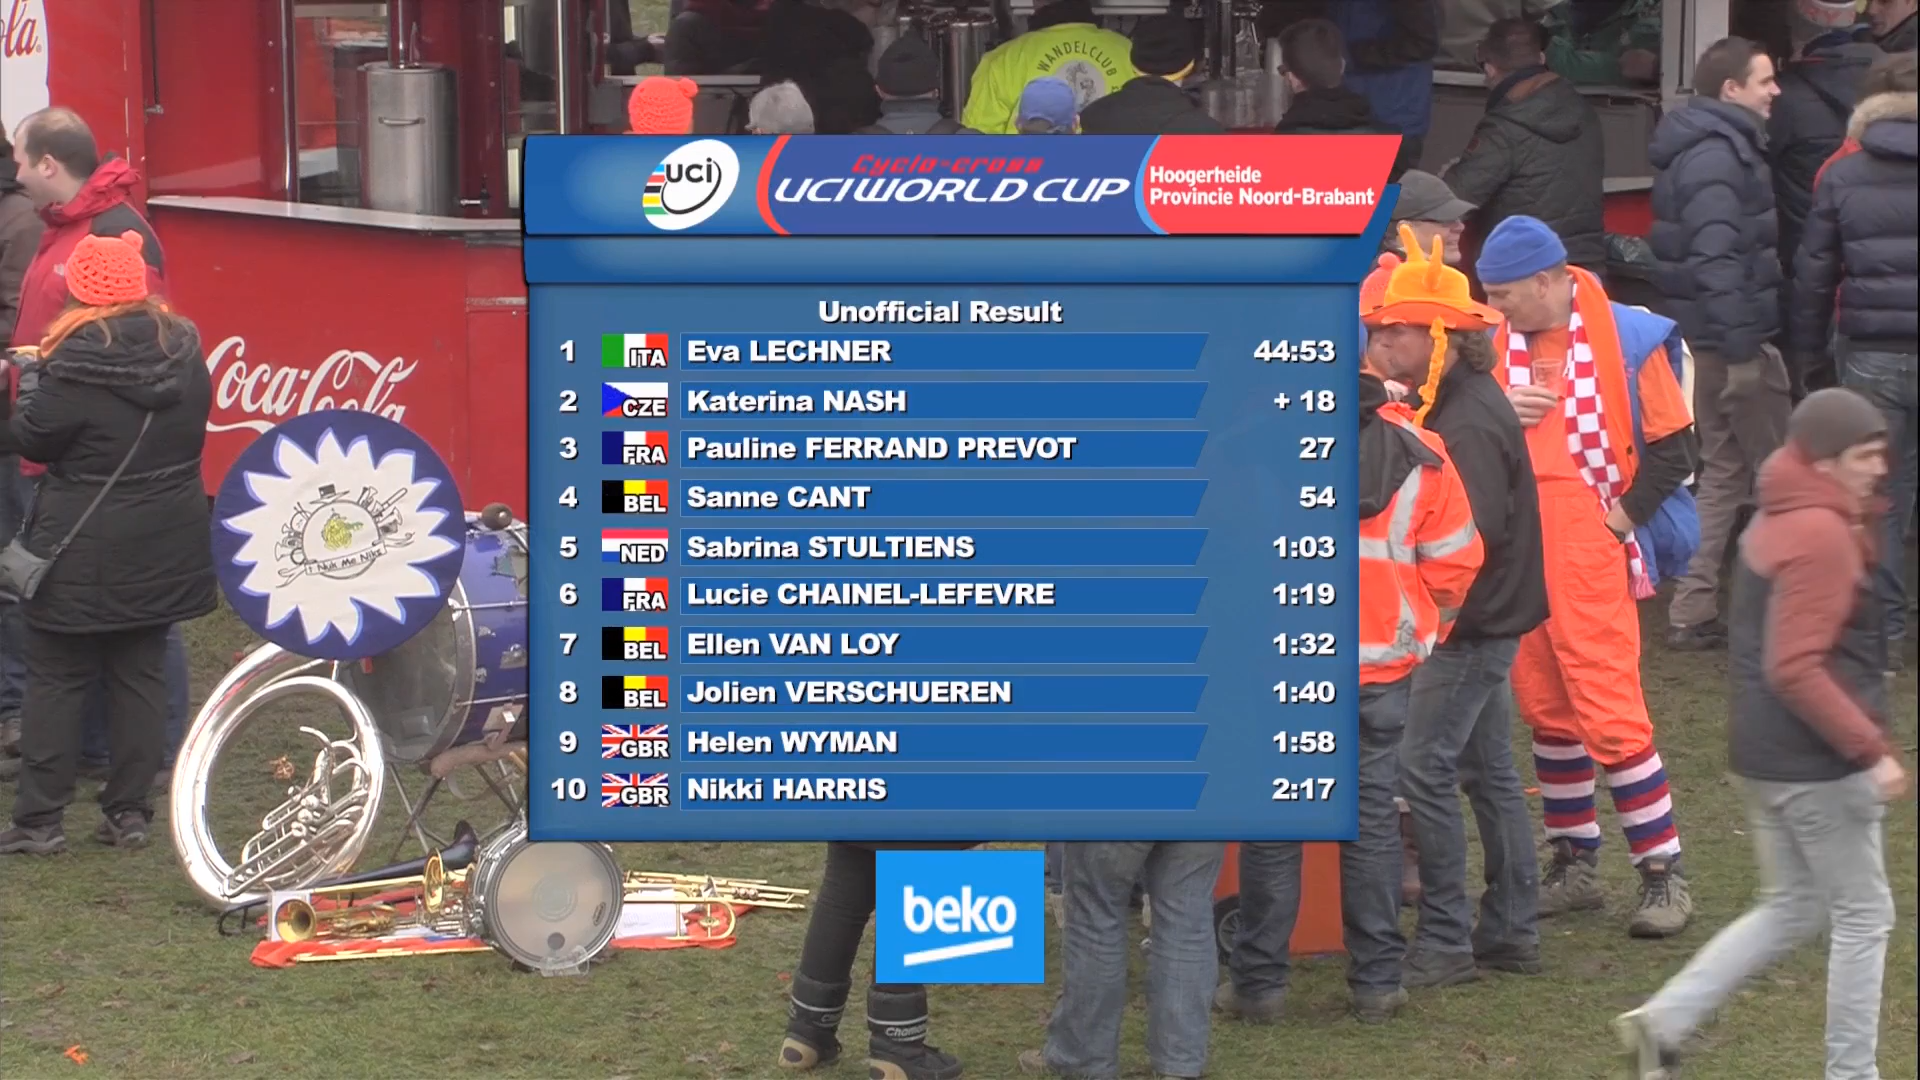 WANDELCLUB
UCI
Cyclo-cross
UCI WORLD CUP
Hoogerheide
Provincie Noord-Brabant
Unofficial Result
1 ITA Eva LECHNER 44:53
2 CZE Katerina NASH + 18
3 FRA Pauline FERRAND PREVOT 27
4 BEL Sanne CANT 54
5 NED Sabrina STULTIENS 1:03
6 FRA Lucie CHAINEL-LEFEVRE 1:19
7 BEL Ellen VAN LOY 1:32
8 BEL Jolien VERSCHUEREN 1:40
9 GBR Helen WYMAN 1:58
10 GBR Nikki HARRIS 2:17
Coca-Cola
beko